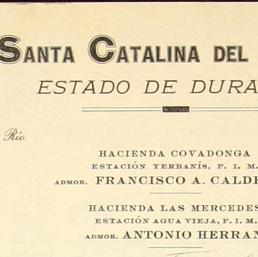 SANTA CATALINA DEL
ESTADO DE DURA
Río.
HACIENDA COVADONGA
ESTACIÓN YERBANÍS, F. I. M.
ADMOR. FRANCISCO A. CALDE
HACIENDA LAS MERCEDES
ESTACIÓN AGUA VIEJA, F. I. M.
ADMOR. ANTONIO HERRAN